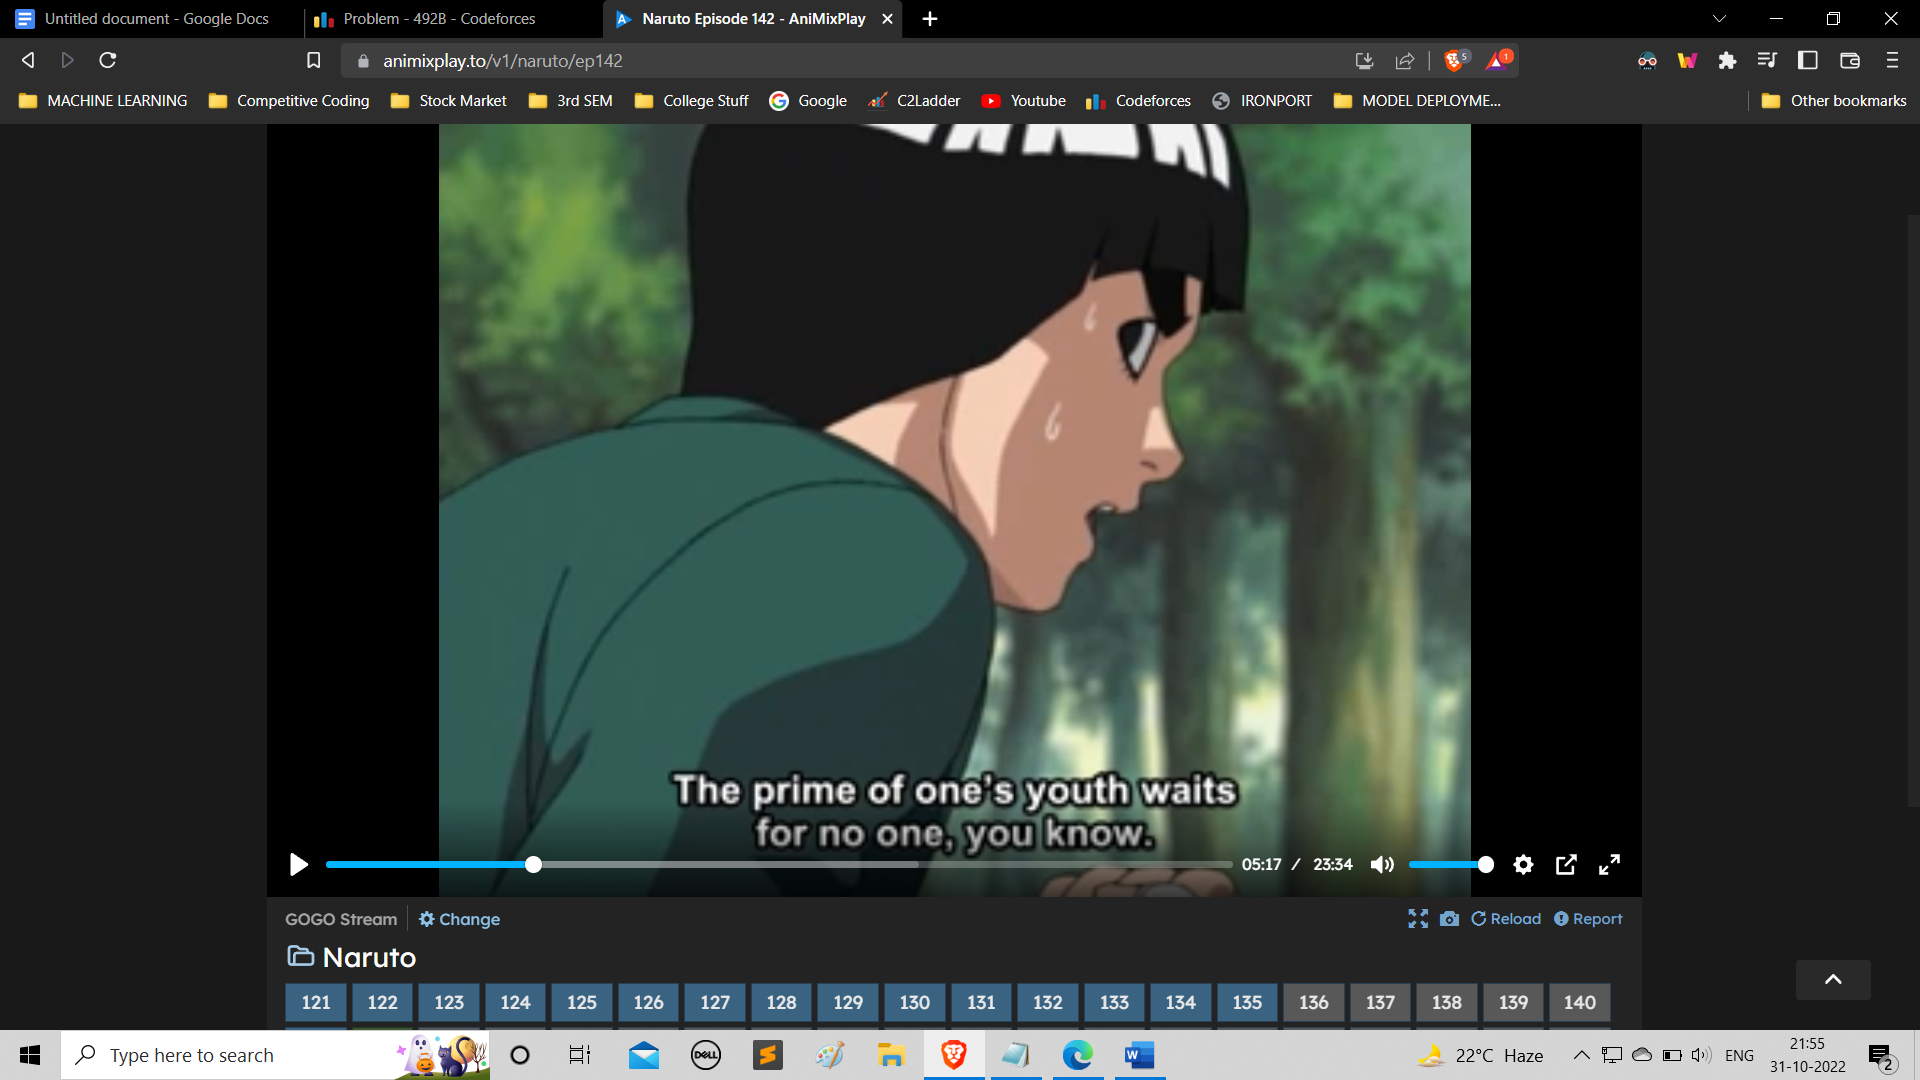 Untitled document - Google Docs
Problem - 492B - Codeforces
Naruto Episode 142 - AniMixPlay
animixplay.to/v1/naruto/ep142
5
1
MACHINE LEARNING
Competitive Coding
Stock Market
3rd SEM
College Stuff
Google
C2Ladder
Youtube
Codeforces
IRONPORT
MODEL DEPLOYME...
Other bookmarks
The prime of one's youth waits
for no one, you know.
05:17 / 23:34
GOGO Stream
Change
Reload
Report
Naruto
121 122 123 124 125 126 127 128 129 130 131 132 133 134 135 136 137 138 139 140
Type here to search
DELL
22°C Haze
ENG
21:55
31-10-2022
2